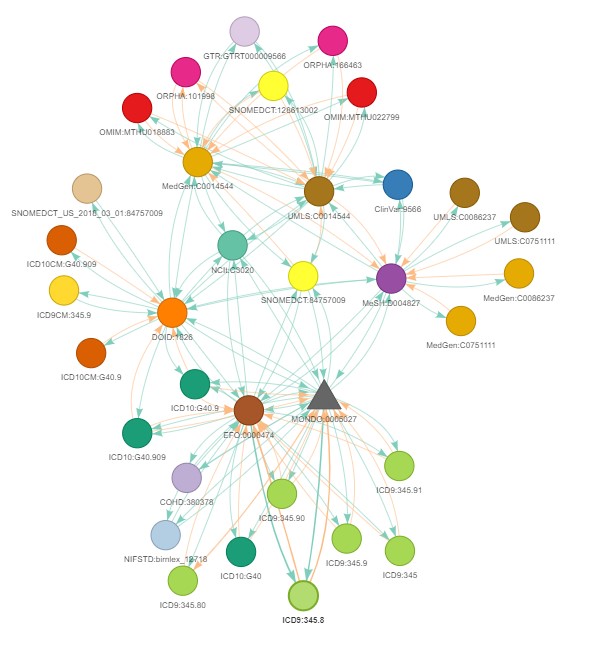 GTR:GTRT000009566
ORPHA:166463
ORPHA:101998
SNOMEDCT:128613002
OMIM:MTHU018883
OMIM:MTHU022799
MedGen:C0014544
UMLS:C0014544
ClinVar:9566
UMLS:C0086237
SNOMEDCT_US_2018_03_01:84757009
UMLS:C0751111
ICD10CM:G40.909
NCIt:C3020
SNOMEDCT:84757009
MeSH:D004827
MedGen:C0086237
ICD9CM:345.9
DOID:1826
MedGen:C0751111
ICD10CM:G40.9
ICD10:G40.9
MONDO:0005027
EFO:0000474
ICD10:G40.909
ICD9:345.91
COHD:380378
ICD9:345.90
NIFSTD:birnlex_12718
ICD9:345.9
ICD10:G40
ICD9:345
ICD9:345.80
ICD9:345.8